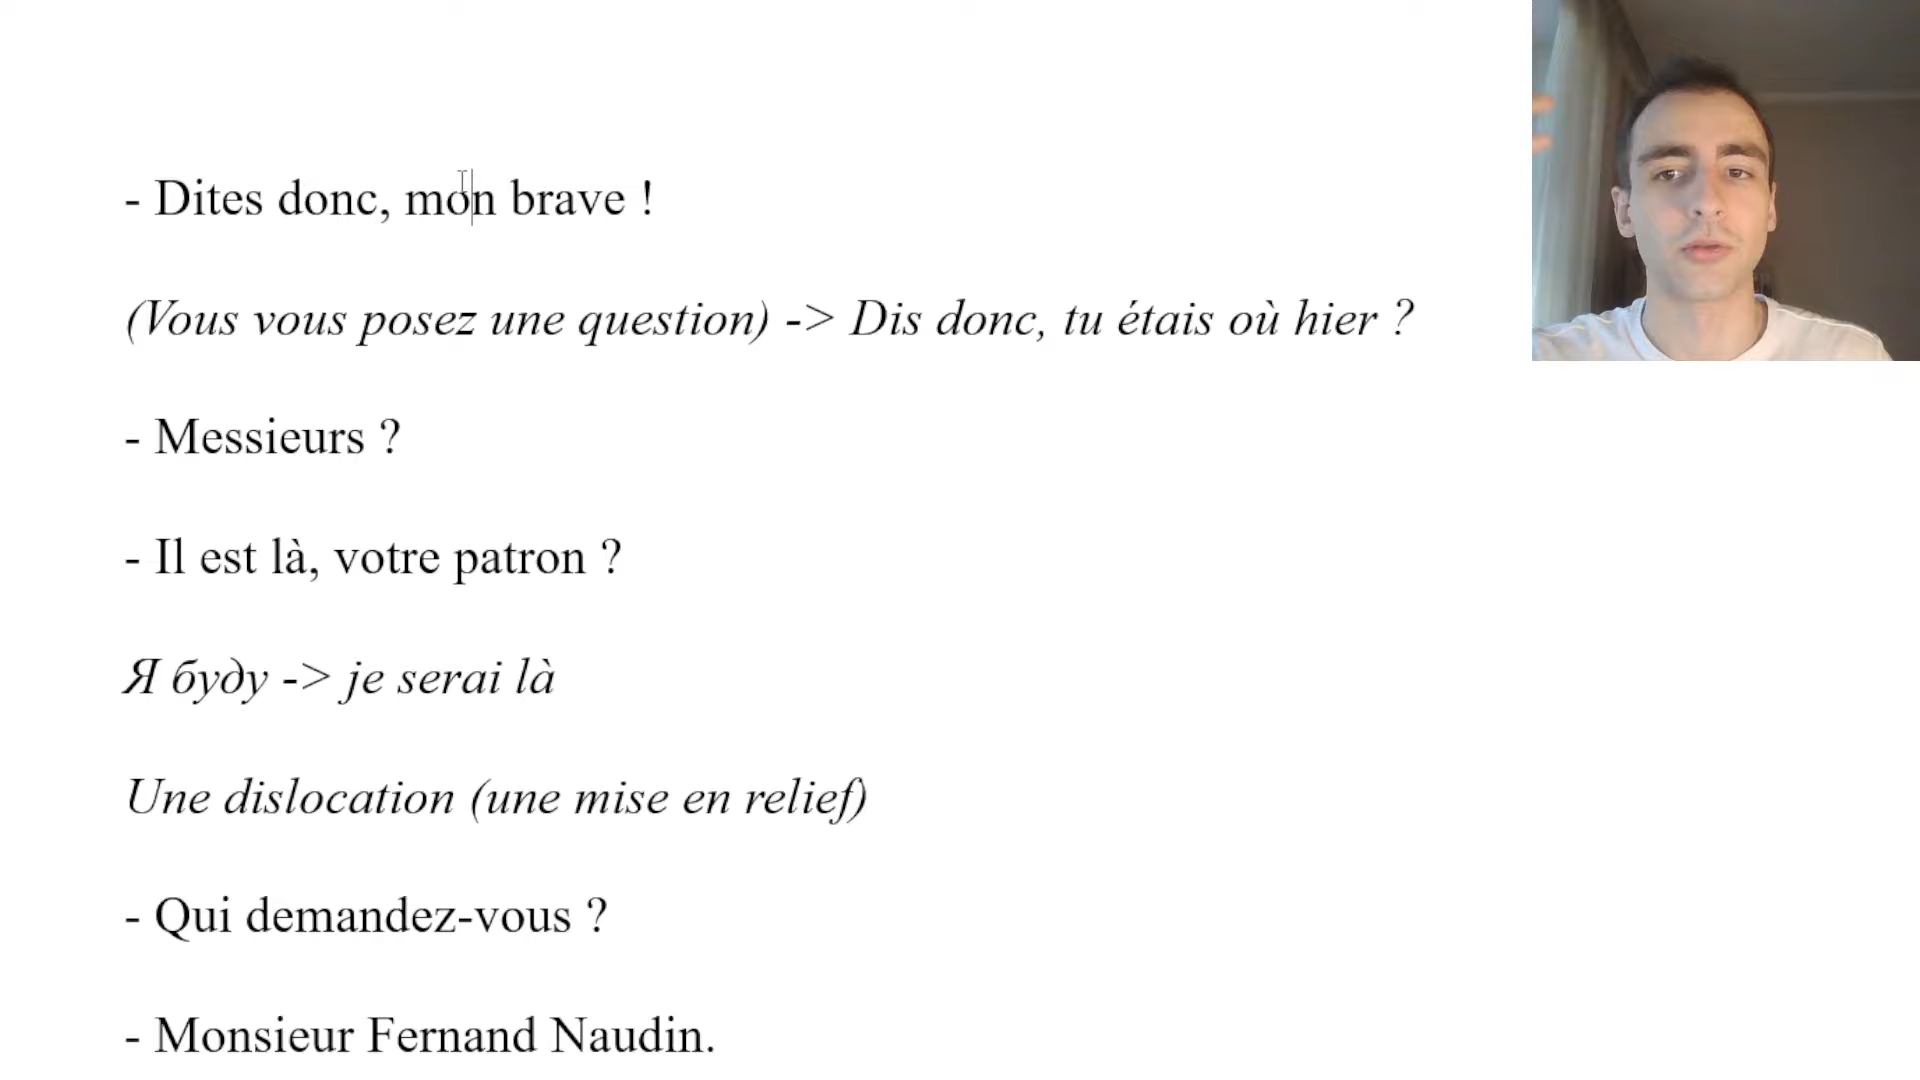 - Dites donc, mon brave !
(Vous vous posez une question) -> Dis donc, tu étais où hier ?
- Messieurs ?
- Il est là, votre patron ?
Я буду -> je serai là
Une dislocation (une mise en relief)
- Qui demandez-vous ?
- Monsieur Fernand Naudin.